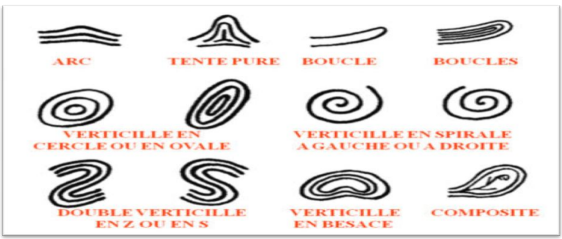 ARC TENTE PURE BOUCLE BOUCLES
VERTICILLE EN
CERCLE OU EN OVALE
VERTICILLE EN SPIRALE
A GAUCHE OU A DROITE
DOUBLE VERTICILLE
EN Z OU EN S
VERTICILLE
EN BESACE
COMPOSITE